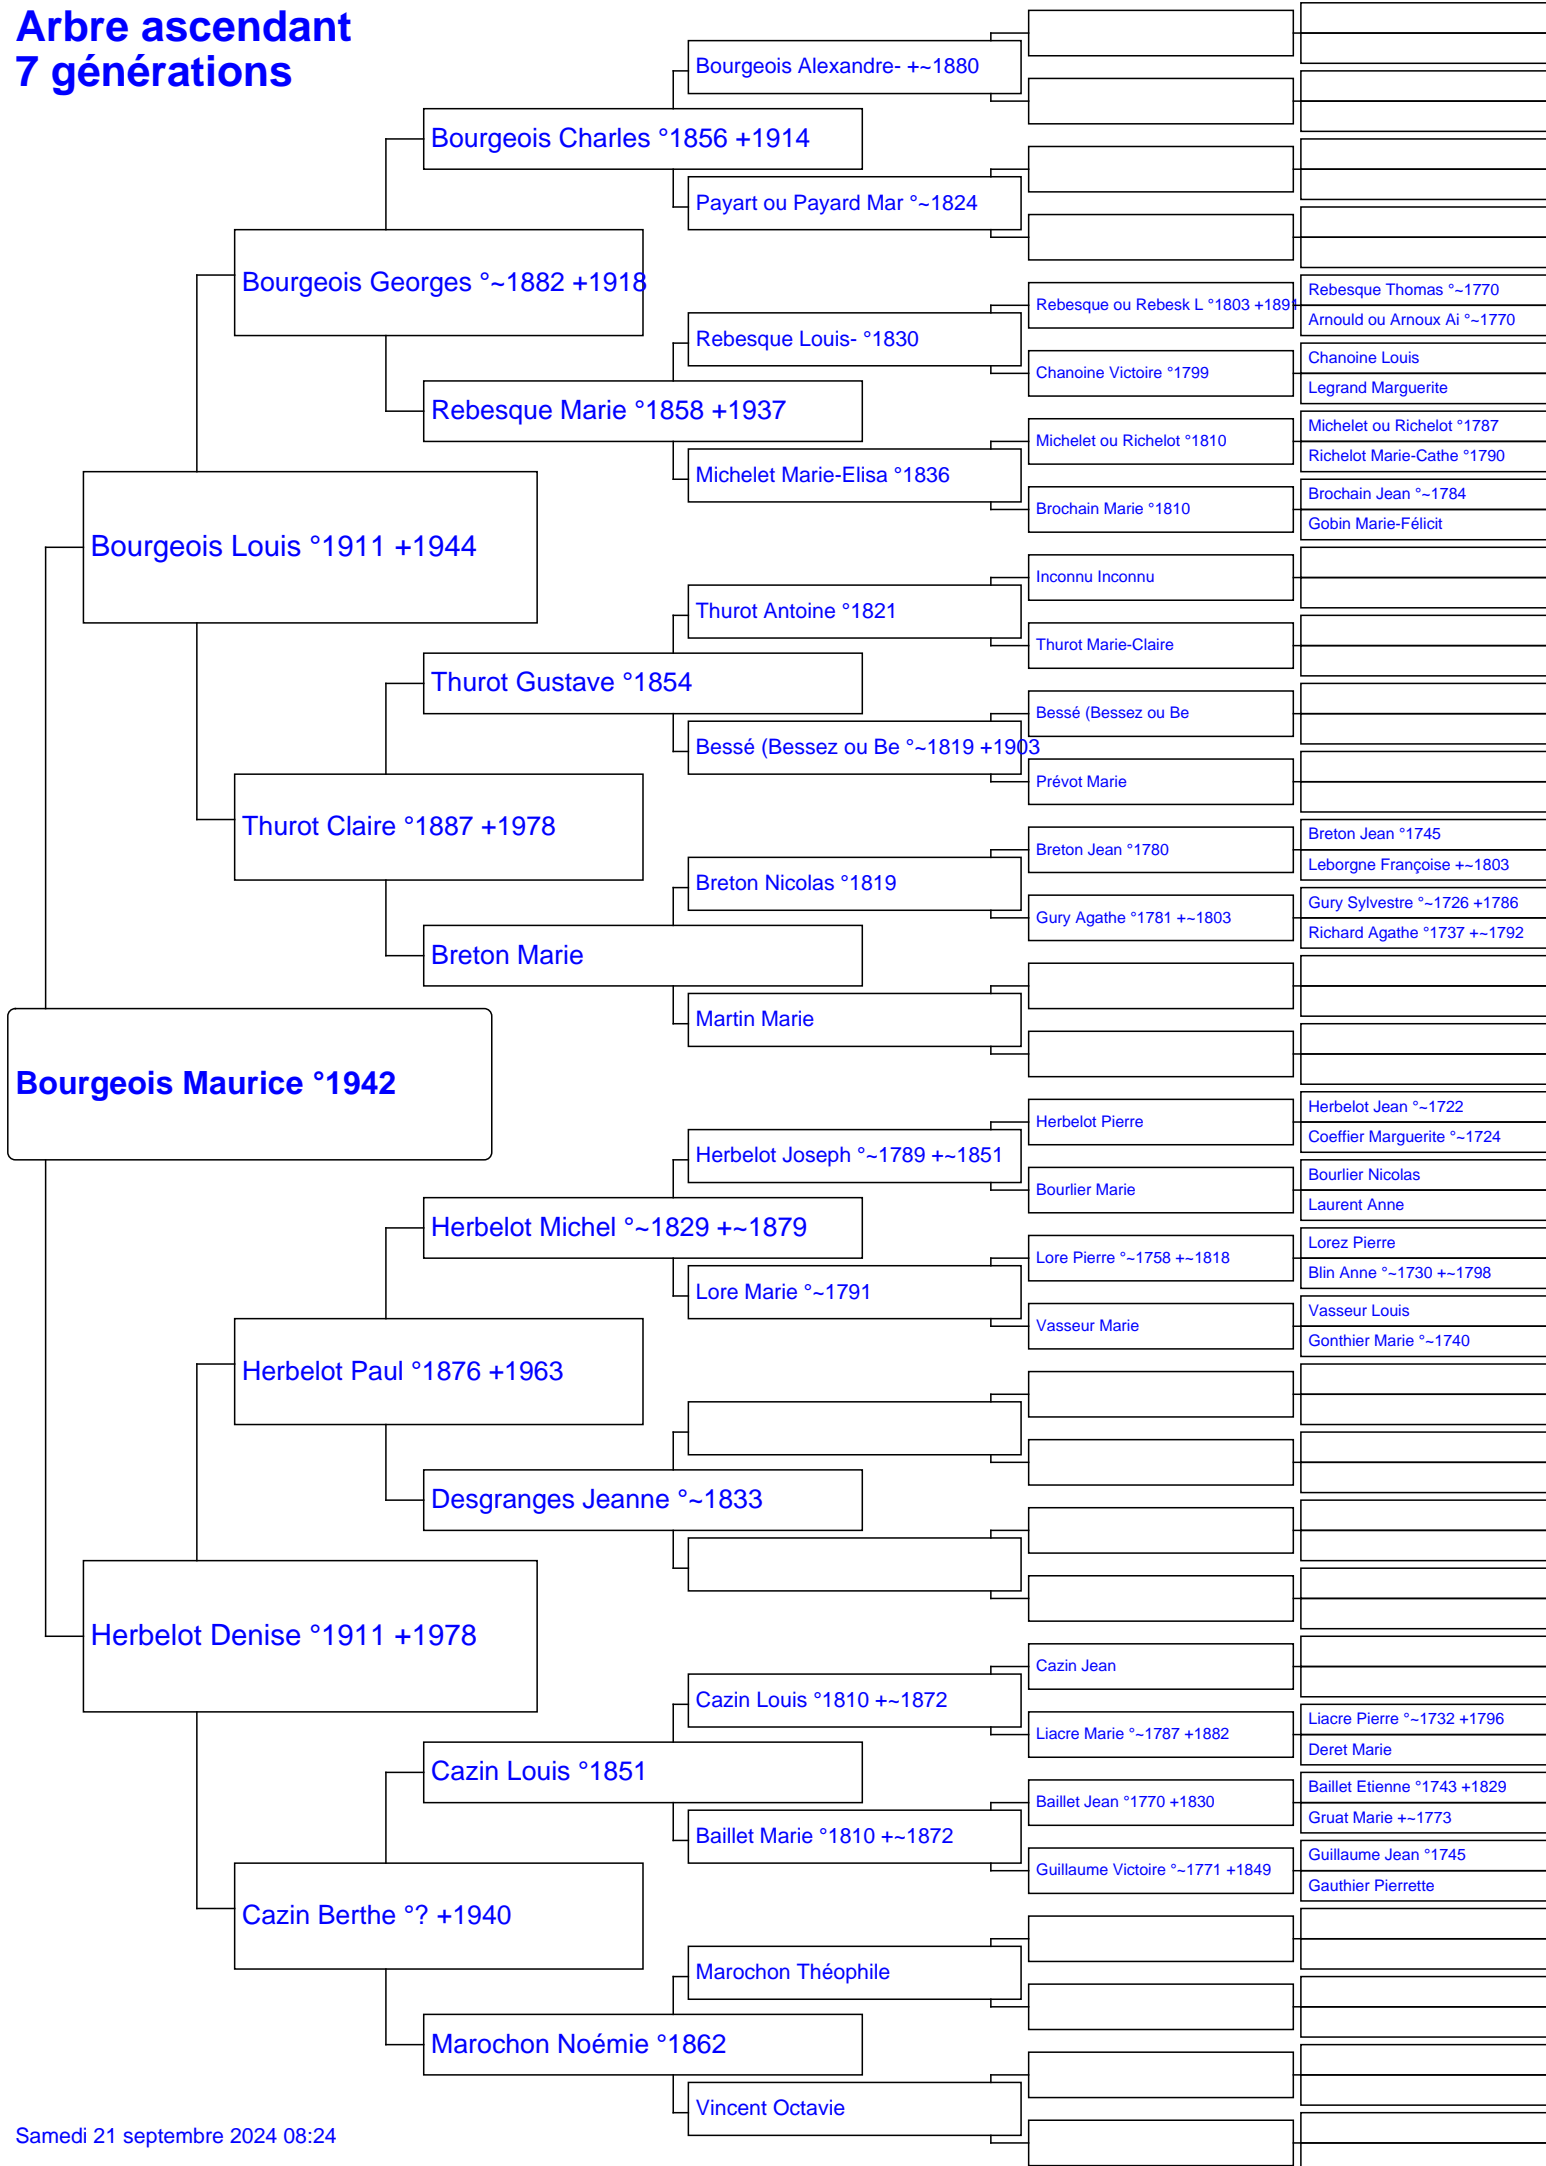 Arbre ascendant
7 générations
Bourgeois Alexandre- +~1880
Bourgeois Charles °1856 +1914
Payart ou Payard Mar °~1824
Bourgeois Georges °~1882 +1918
Rebesque Thomas °~1770
Rebesque ou Rebesk L °1803 +1891
Arnould ou Arnoux Ai °~1770
Rebesque Louis- °1830
Chanoine Louis
Chanoine Victoire °1799
Legrand Marguerite
Rebesque Marie °1858 +1937
Michelet ou Richelot °1787
Michelet ou Richelot °1810
Richelot Marie-Cathe °1790
Michelet Marie-Elisa °1836
Brochain Jean °~1784
Brochain Marie °1810
Gobin Marie-Félicit
Bourgeois Louis °1911 +1944
Inconnu Inconnu
Thurot Antoine °1821
Thurot Marie-Claire
Thurot Gustave °1854
Bessé (Bessez ou Be
Bessé (Bessez ou Be °~1819 +1903
Prévot Marie
Thurot Claire °1887 +1978
Breton Jean °1745
Breton Jean °1780
Leborgne Françoise +~1803
Breton Nicolas °1819
Gury Sylvestre °~1726 +1786
Gury Agathe °1781 +~1803
Richard Agathe °1737 +~1792
Breton Marie
Martin Marie
Bourgeois Maurice °1942
Herbelot Jean °~1722
Herbelot Pierre
Coeffier Marguerite °~1724
Herbelot Joseph °~1789 +~1851
Bourlier Nicolas
Bourlier Marie
Laurent Anne
Herbelot Michel °~1829 +~1879
Lorez Pierre
Lore Pierre °~1758 +~1818
Blin Anne °~1730 +~1798
Lore Marie °~1791
Vasseur Louis
Vasseur Marie
Gonthier Marie °~1740
Herbelot Paul °1876 +1963
Desgranges Jeanne °~1833
Herbelot Denise °1911 +1978
Cazin Jean
Cazin Louis °1810 +~1872
Liacre Pierre °~1732 +1796
Liacre Marie °~1787 +1882
Deret Marie
Cazin Louis °1851
Baillet Etienne °1743 +1829
Baillet Jean °1770 +1830
Gruat Marie +~1773
Baillet Marie °1810 +~1872
Guillaume Jean °1745
Guillaume Victoire °~1771 +1849
Gauthier Pierrette
Cazin Berthe °? +1940
Marochon Théophile
Marochon Noémie °1862
Vincent Octavie
Samedi 21 septembre 2024 08:24